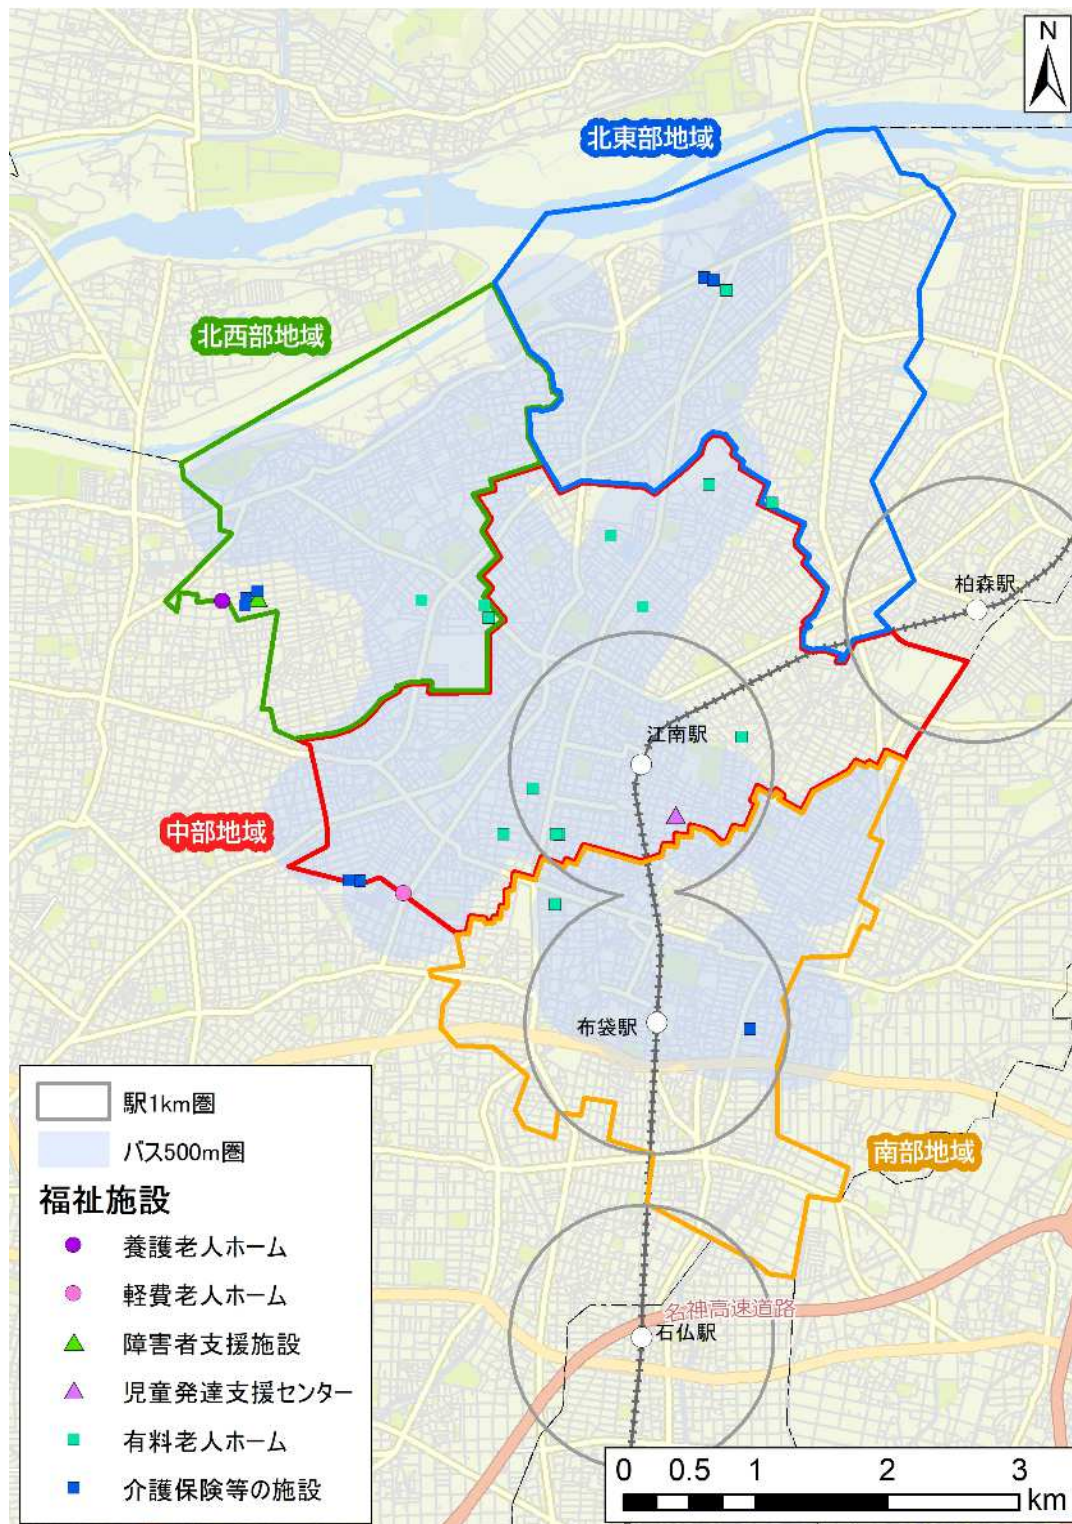 N
北東部地域
北西部地域
柏森駅
江南駅
中部地域
布袋駅
駅1km圏
バス500m圏
南部地域
福祉施設
養護老人ホーム
軽費老人ホーム
名神高速道路
石仏駅
障害者支援施設
児童発達支援センター
有料老人ホーム
介護保険等の施設
0 0.5 1 2 3
km